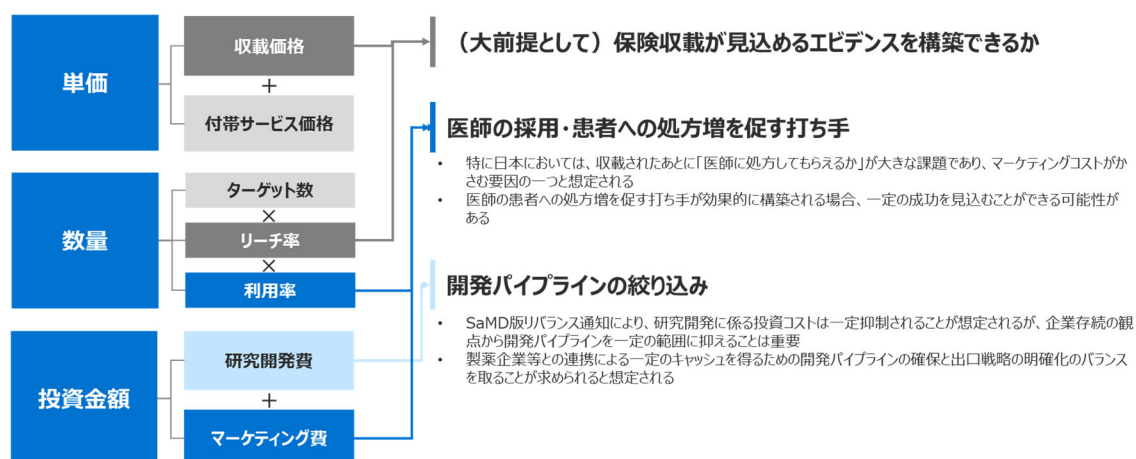 単価
収載価格
+
付帯サービス価格
数量
ターゲット数
×
リーチ率
×
利用率
投資金額
研究開発費
+
マーケティング費
（大前提として）保険収載が見込めるエビデンスを構築できるか
医師の採用・患者への処方増を促す打ち手
• 特に日本においては、収載されたあとに「医師に処方してもらえるか」が大きな課題であり、マーケティングコストがか
さむ要因の一つと想定される
• 医師の患者への処方増を促す打ち手が効果的に構築される場合、一定の成功を見込むことができる可能性が
ある
開発パイプラインの絞り込み
• SaMD版リバランス通知により、研究開発に係る投資コストは一定抑制されることが想定されるが、企業存続の観
点から開発パイプラインを一定の範囲に抑えることは重要
• 製薬企業等との連携による一定のキャッシュを得るための開発パイプラインの確保と出口戦略の明確化のバランス
を取ることが求められると想定される